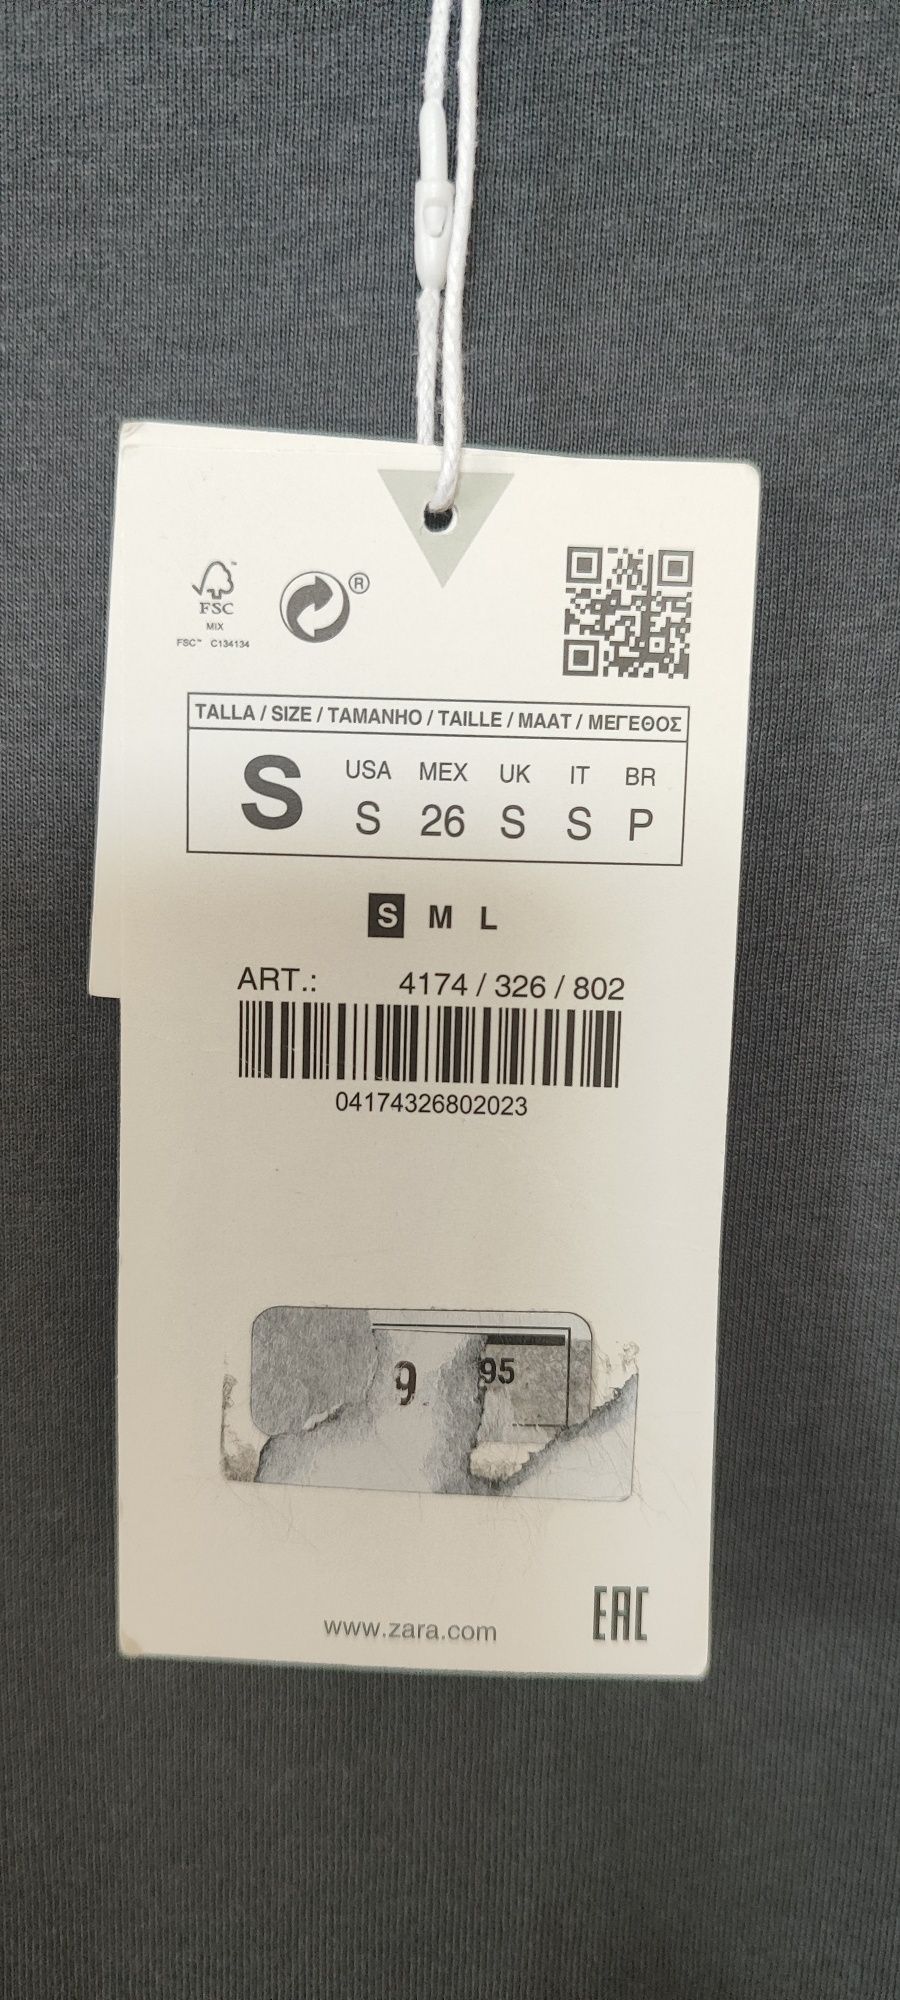 FSC
MIX
FSC™ C134134
®
TALLA / SIZE / TAMANHO / TAILLE / MAAT / ΜΕΓΕΘΟΣ
S
USA MEX UK IT BR
S 26 S S P
S M L
ART.: 4174 / 326 / 802
04174326802023
9 95
www.zara.com
EAC